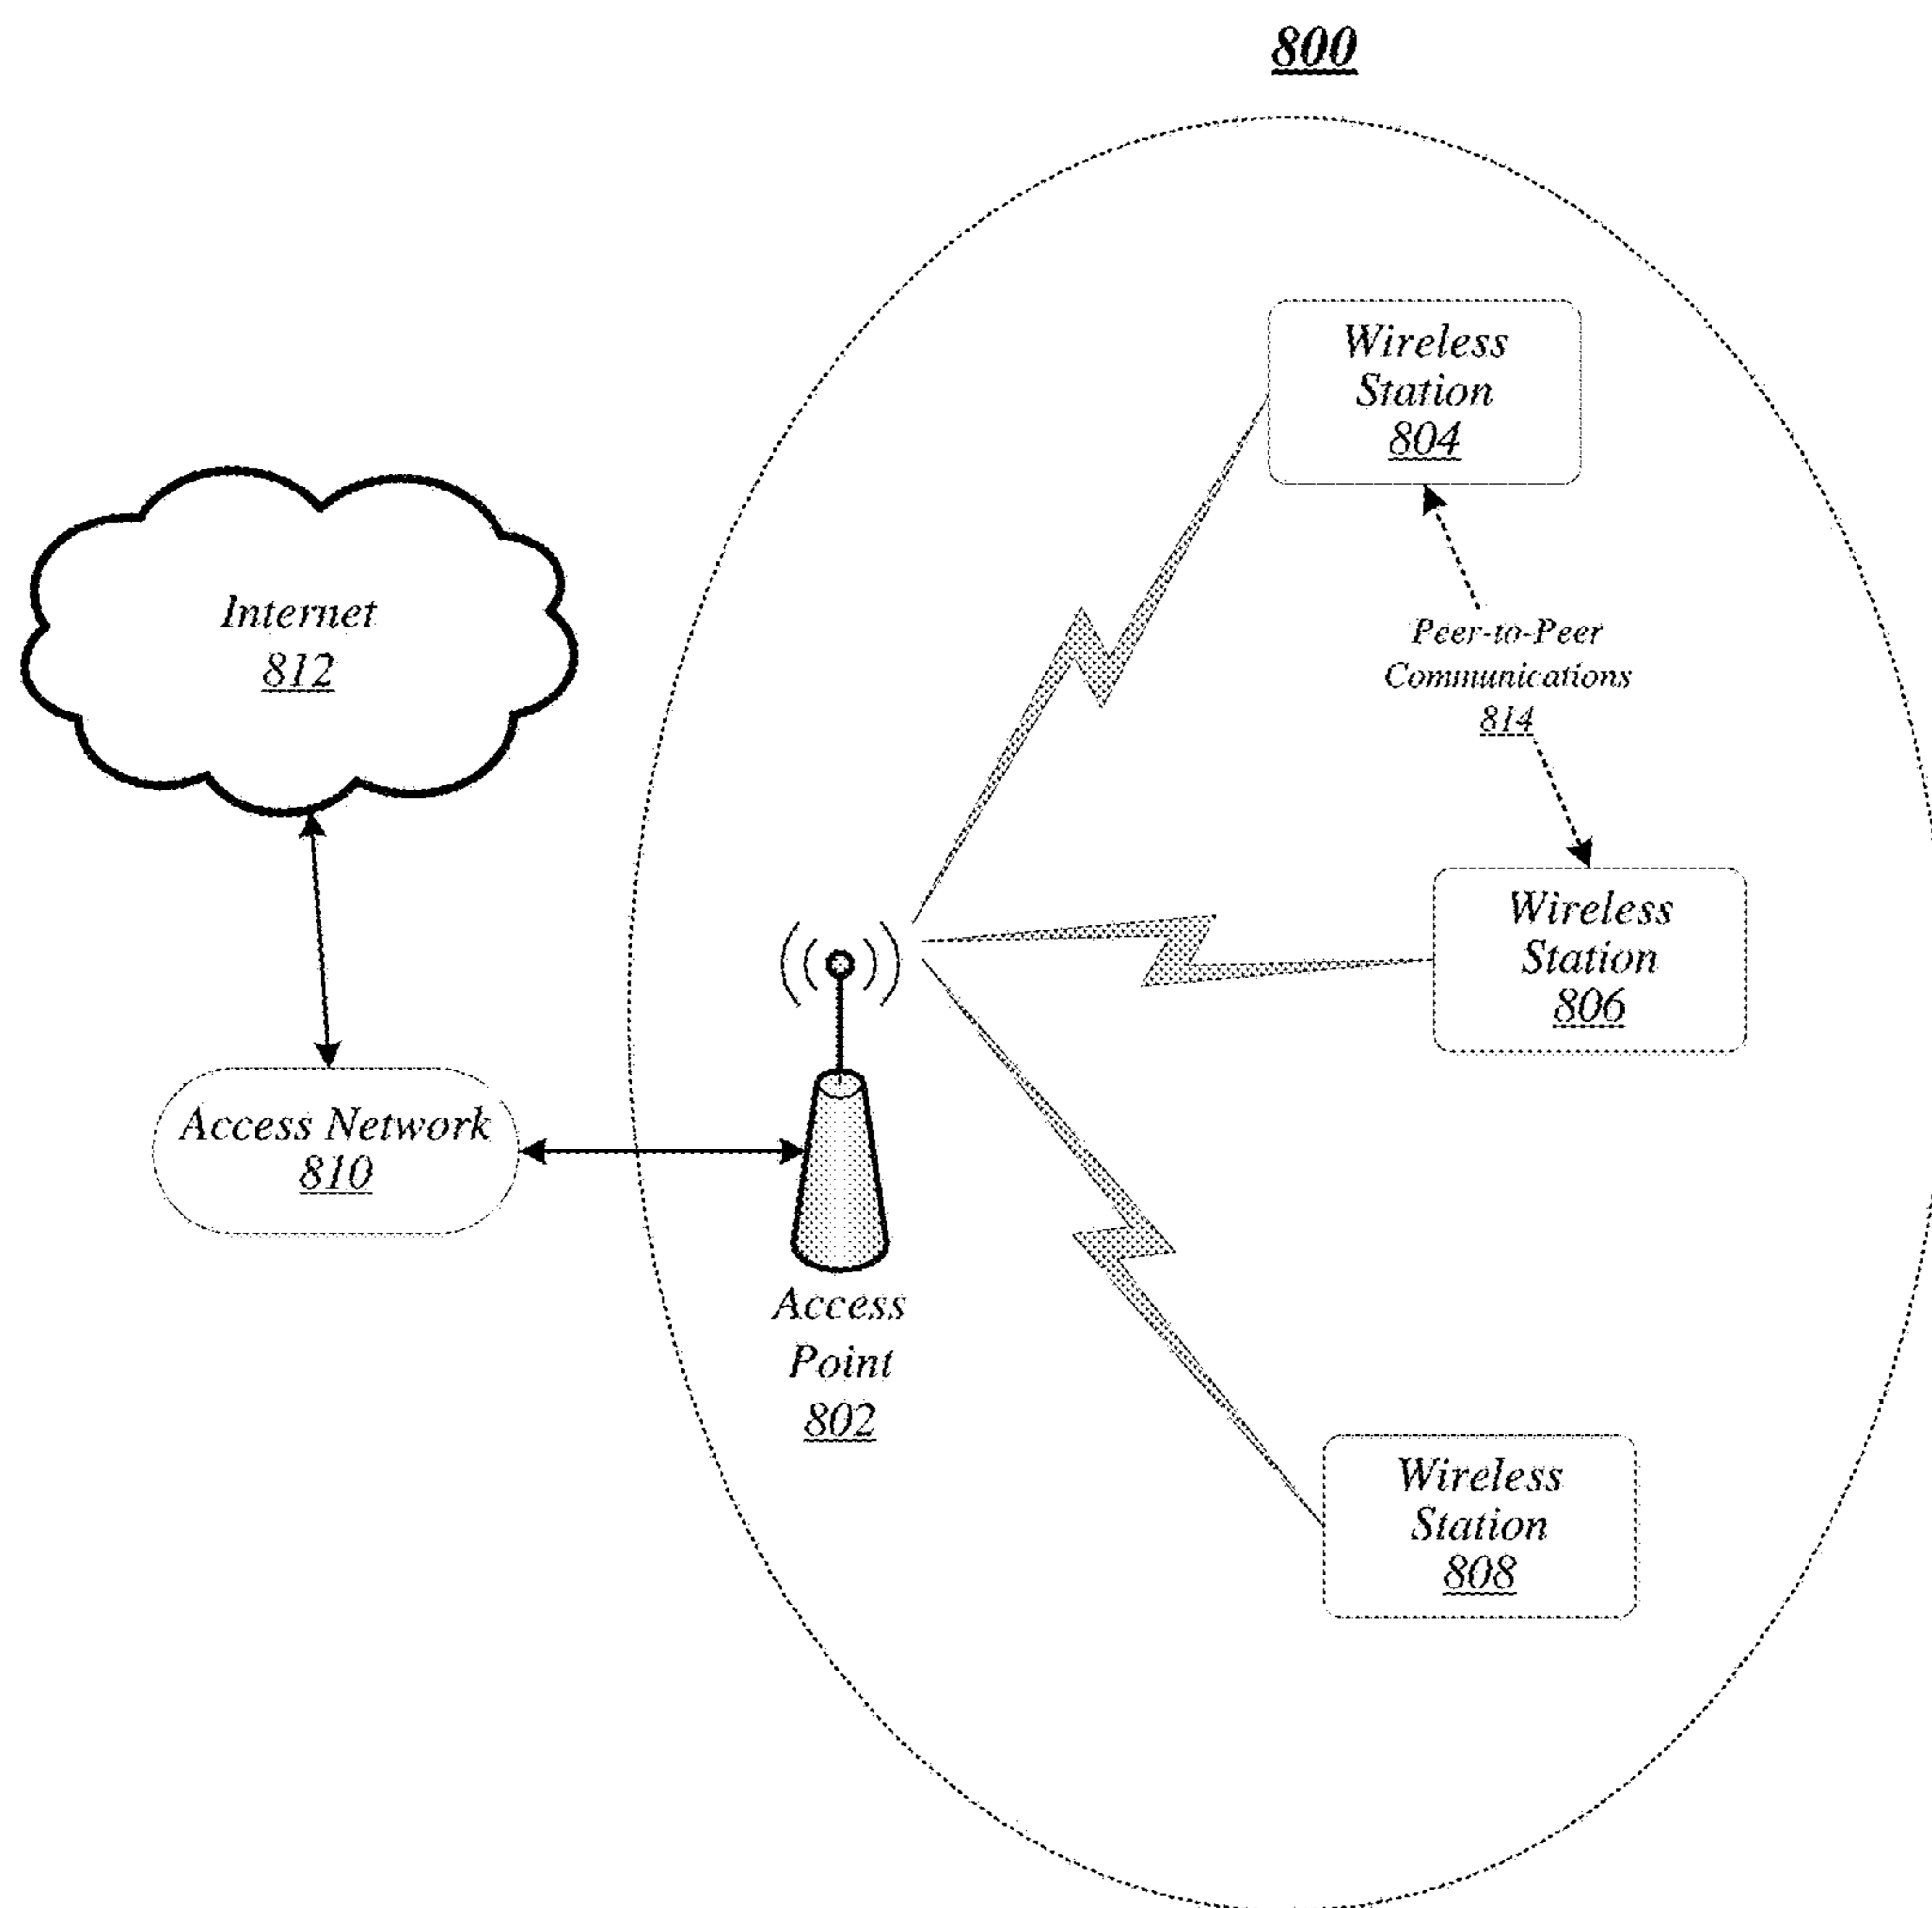 800
Wireless
Station
804
Internet
812
Peer-to-Peer
Communications
814
Wireless
Station
806
Access Network
810
Access
Point
802
Wireless
Station
808